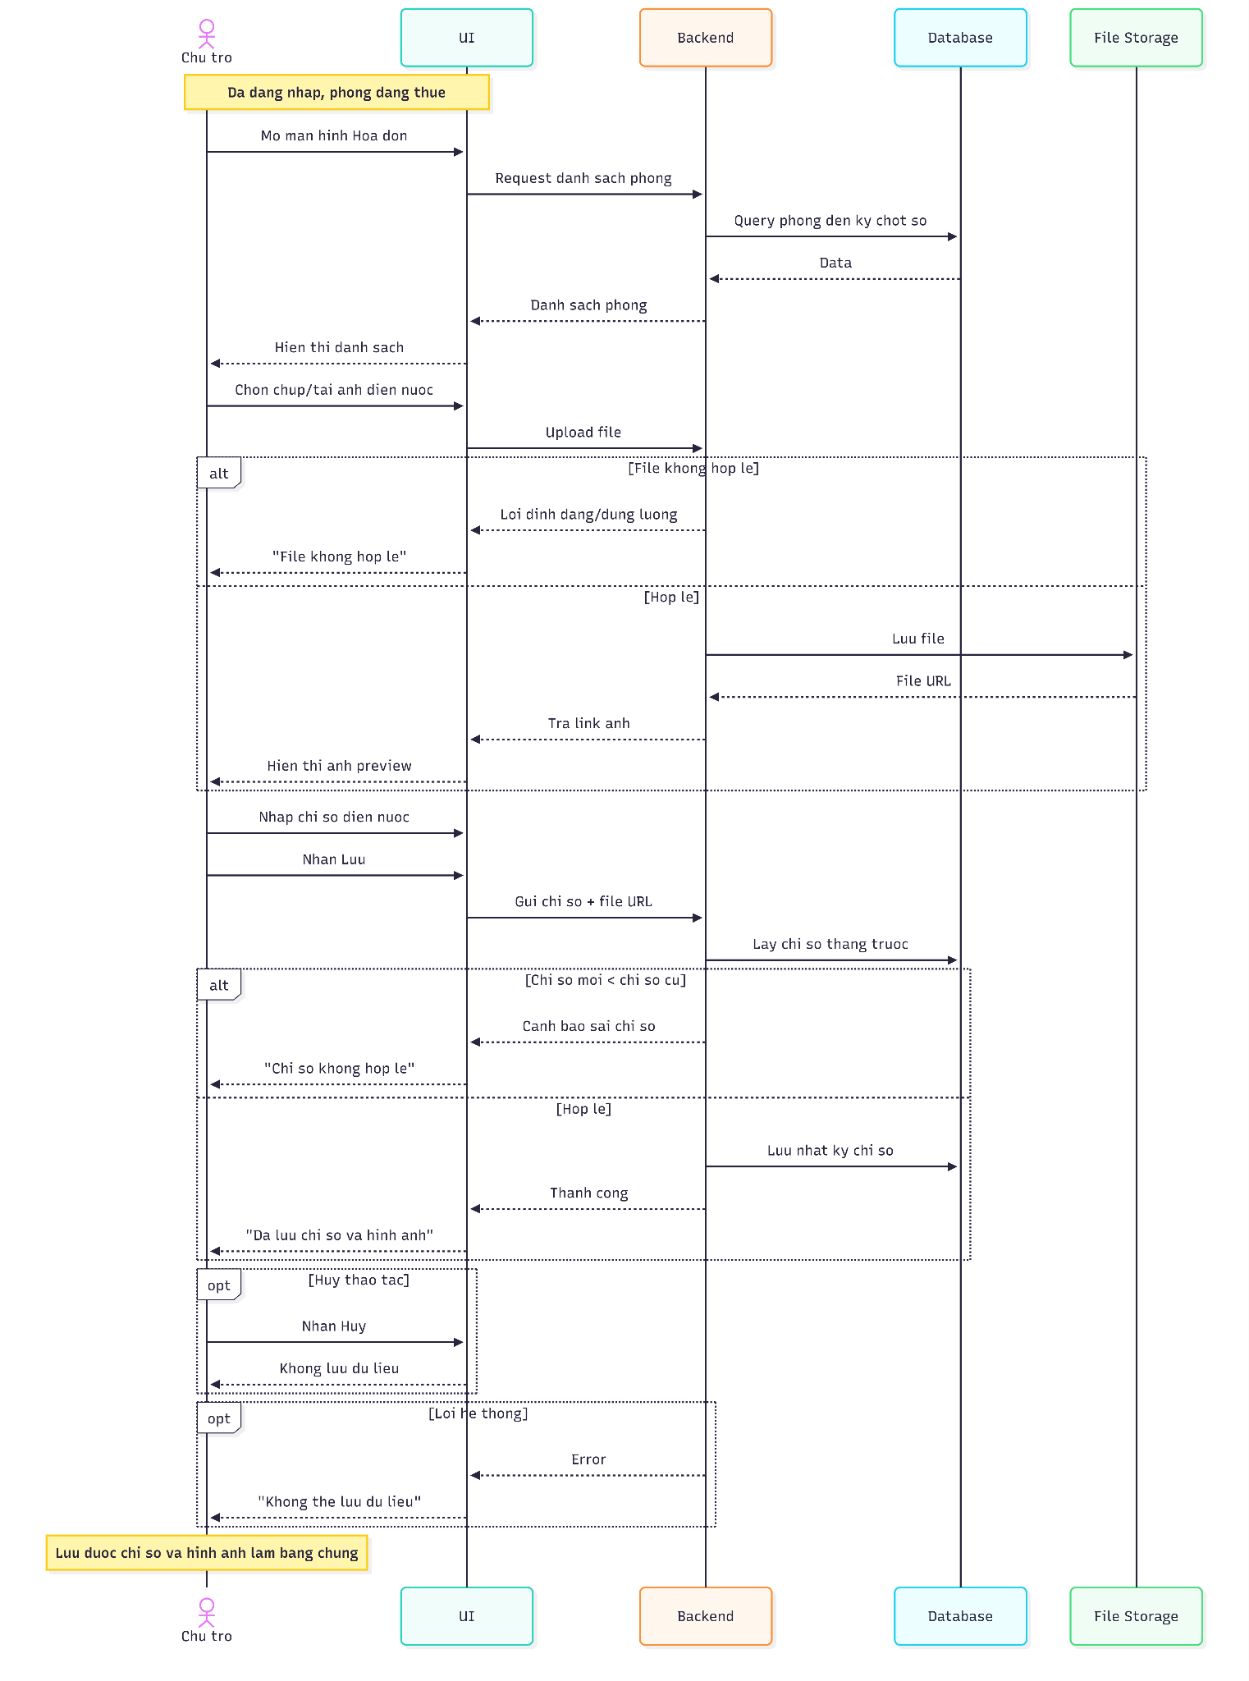 Chu tro
UI
Backend
Database
File Storage
Da dang nhap, phong dang thue
Mo man hinh Hoa don
Request danh sach phong
Query phong den ky chot so
Data
Danh sach phong
Hien thi danh sach
Chon chup/tai anh dien nuoc
Upload file
alt
[File khong hop le]
Loi dinh dang/dung luong
"File khong hop le"
[Hop le]
Luu file
File URL
Tra link anh
Hien thi anh preview
Nhap chi so dien nuoc
Nhan Luu
Gui chi so + file URL
Lay chi so thang truoc
alt
[Chi so moi < chi so cu]
Canh bao sai chi so
"Chi so khong hop le"
[Hop le]
Luu nhat ky chi so
Thanh cong
"Da luu chi so va hinh anh"
opt
[Huy thao tac]
Nhan Huy
Khong luu du lieu
opt
[Loi he thong]
Error
"Khong the luu du lieu"
Luu duoc chi so va hinh anh lam bang chung
Chu tro
UI
Backend
Database
File Storage